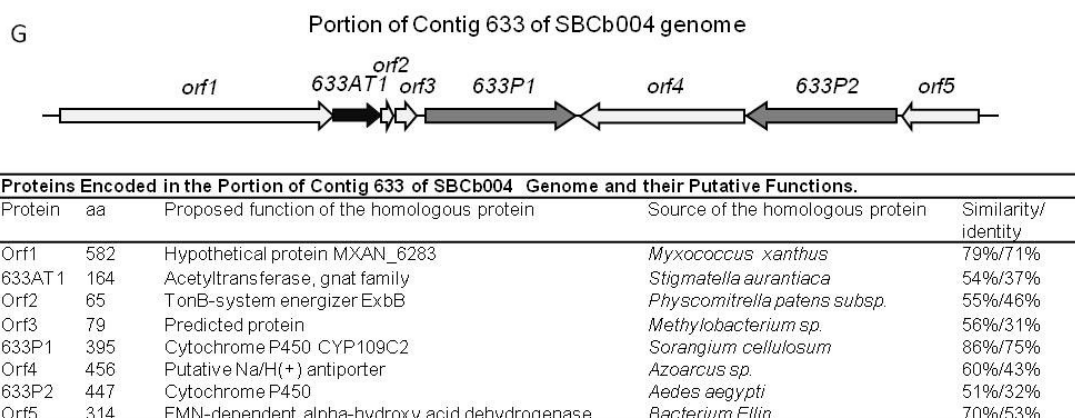 G
Portion of Contig 633 of SBCb004 genome
orf1 633AT1 orf2 orf3 633P1 orf4 633P2 orf5
Proteins Encoded in the Portion of Contig 633 of SBCb004 Genome and their Putative Functions.
Protein aa Proposed function of the homologous protein Source of the homologous protein Similarity/
identity
Orf1 582 Hypothetical protein MXAN_6283 Myxococcus xanthus 79%/71%
633AT1 164 Acetyltransferase, gnat family Stigmatella aurantiaca 54%/37%
Orf2 65 TonB-system energizer ExbB Physcomitrella patens subsp. 55%/46%
Orf3 79 Predicted protein Methylobacterium sp. 56%/31%
633P1 395 Cytochrome P450 CYP109C2 Sorangium cellulosum 86%/75%
Orf4 456 Putative Na/H(+) antiporter Azoarcus sp. 60%/43%
633P2 447 Cytochrome P450 Aedes aegypti 51%/32%
Orf5 314 FMN-dependent alpha-hydroxy acid dehydrogenase Bacterium Ellin 70%/53%